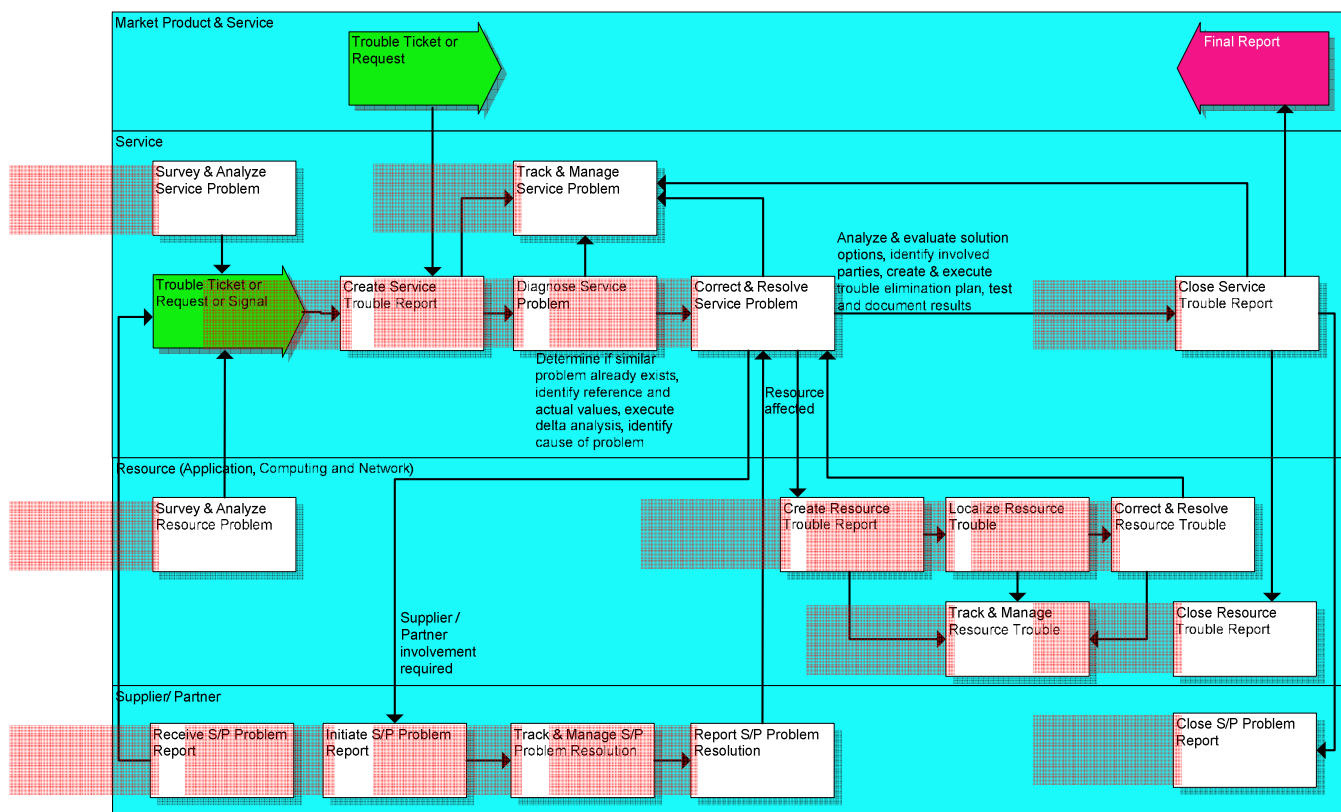 Market Product & Service
Trouble Ticket or
Request
Final Report
Service
Survey & Analyze
Service Problem
Track & Manage
Service Problem
Analyze & evaluate solution
options, identify involved
parties, create & execute
trouble elimination plan, test
and document results
Trouble Ticket or
Request or Signal
Create Service
Trouble Report
Diagnose Service
Problem
Correct & Resolve
Service Problem
Close Service
Trouble Report
Determine if similar
problem already exists,
identify reference and
actual values, execute
delta analysis, identify
cause of problem
Resource
affected
Resource (Application, Computing and Network)
Survey & Analyze
Resource Problem
Create Resource
Trouble Report
Localize Resource
Trouble
Correct & Resolve
Resource Trouble
Supplier /
Partner
involvement
required
Track & Manage
Resource Trouble
Close Resource
Trouble Report
Supplier/ Partner
Receive S/P Problem
Report
Initiate S/P Problem
Report
Track & Manage S/P
Problem Resolution
Report S/P Problem
Resolution
Close S/P Problem
Report